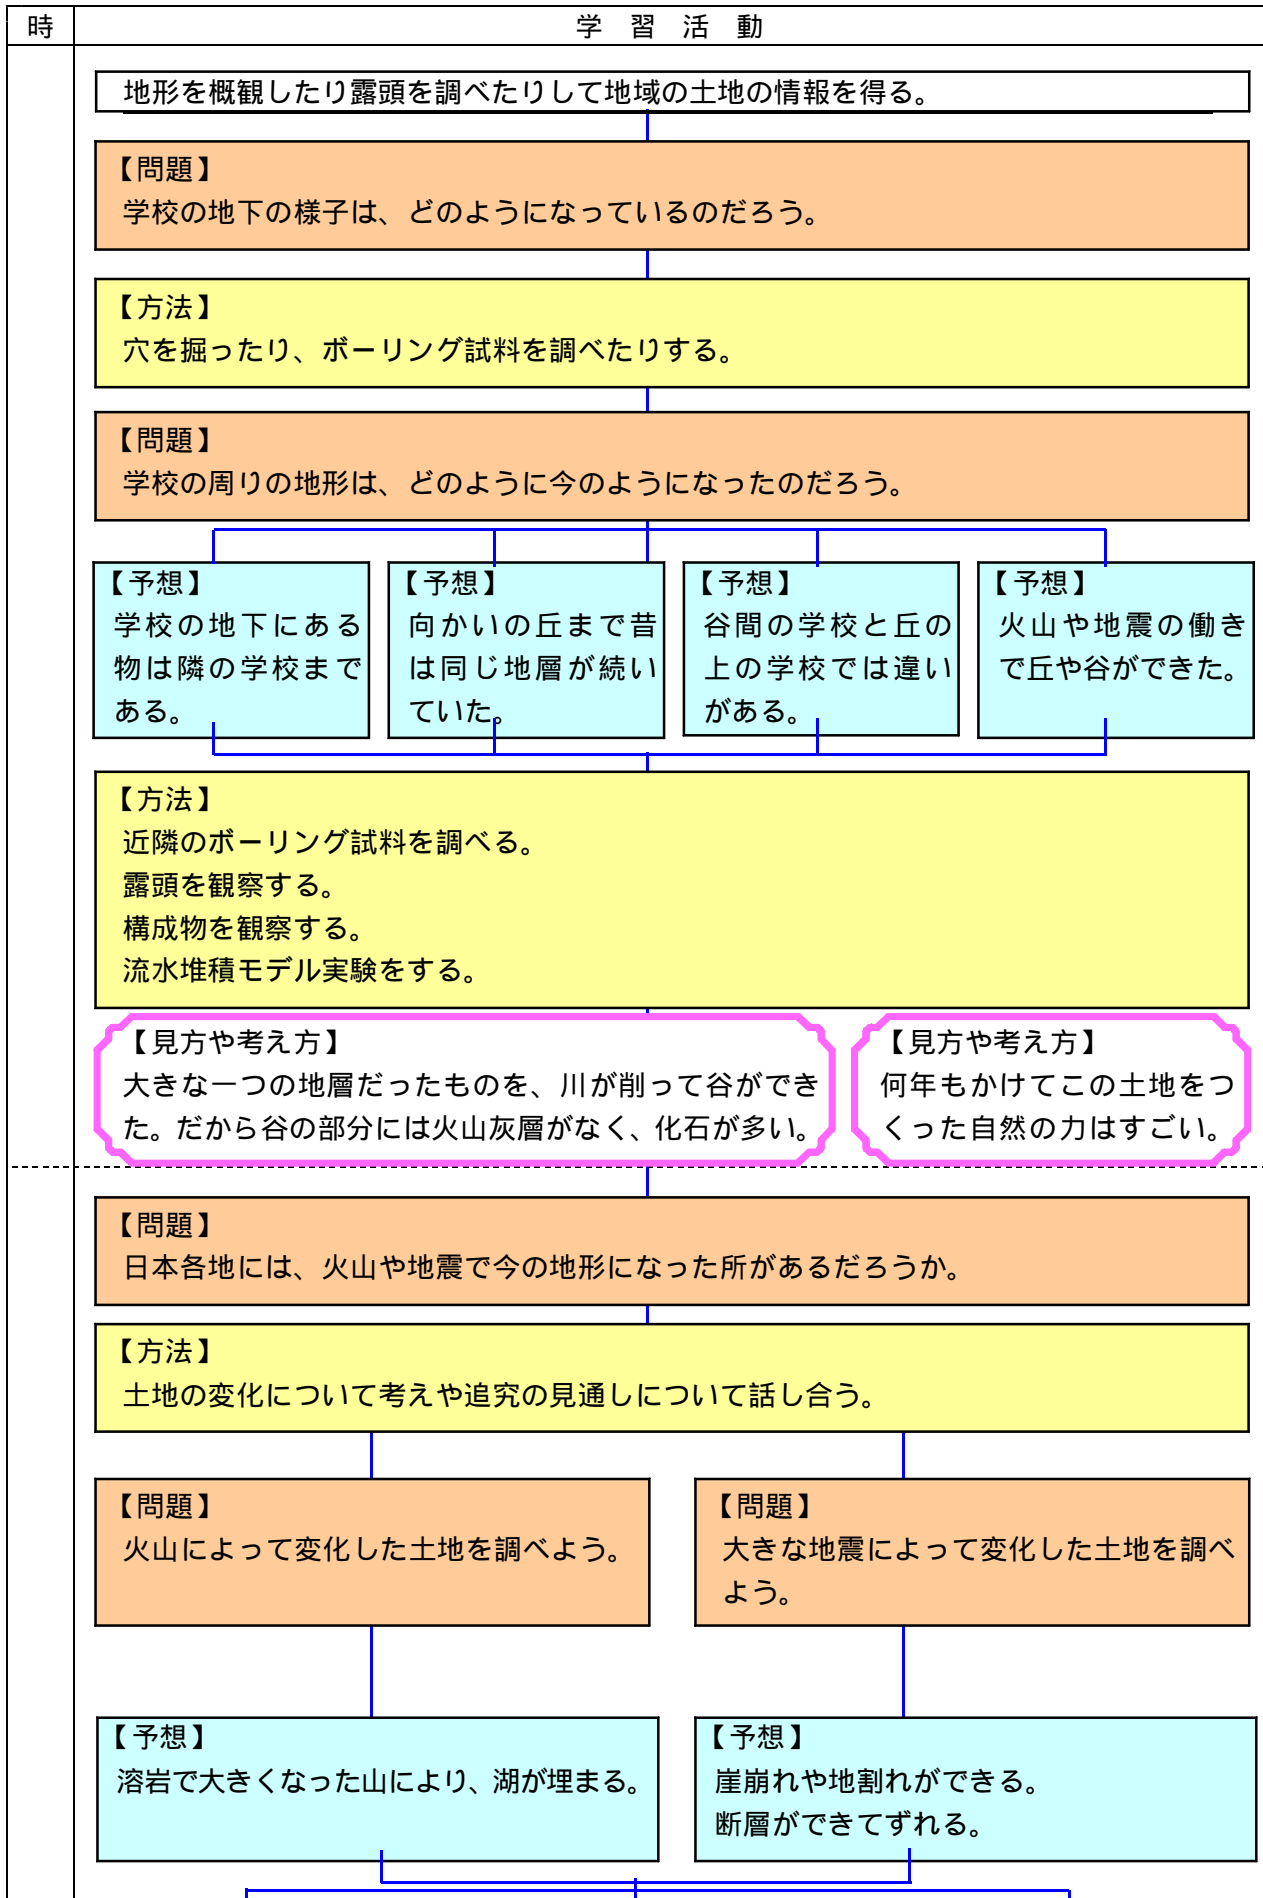 時
学習活動
地形を概観したり露頭を調べたりして地域の土地の情報を得る。
【問題】
学校の地下の様子は、どのようになっているのだろう。
【方法】
穴を掘ったり、ボーリング試料を調べたりする。
【問題】
学校の周りの地形は、どのように今のようになったのだろう。
【予想】
学校の地下にある
物は隣の学校まで
ある。
【予想】
向かいの丘まで昔
は同じ地層が続い
ていた。
【予想】
谷間の学校と丘の
上の学校では違い
がある。
【予想】
火山や地震の働き
で丘や谷ができた。
【方法】
近隣のボーリング試料を調べる。
露頭を観察する。
構成物を観察する。
流水堆積モデル実験をする。
【見方や考え方】
大きな一つの地層だったものを、川が削って谷ができ
た。だから谷の部分には火山灰層がなく、化石が多い。
【見方や考え方】
何年もかけてこの土地をつ
くった自然の力はすごい。
【問題】
日本各地には、火山や地震で今の地形になった所があるだろうか。
【方法】
土地の変化について考えや追究の見通しについて話し合う。
【問題】
火山によって変化した土地を調べよう。
【問題】
大きな地震によって変化した土地を調べ
よう。
【予想】
溶岩で大きくなった山により、湖が埋まる。
【予想】
崖崩れや地割れができる。
断層ができてずれる。